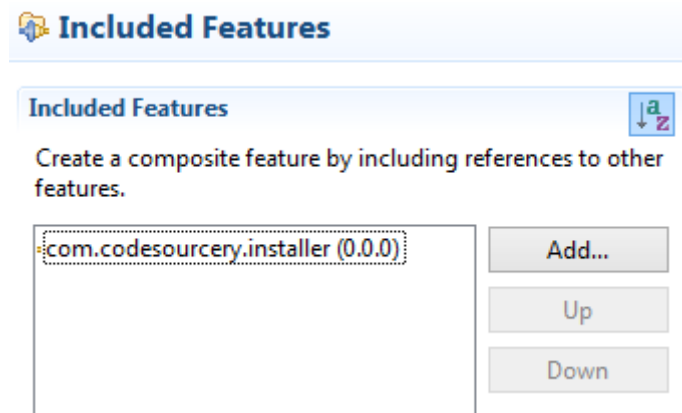 Included Features
Included Features
a
z
Create a composite feature by including references to other
features.
com.codesourcery.installer (0.0.0)
Add...
Up
Down